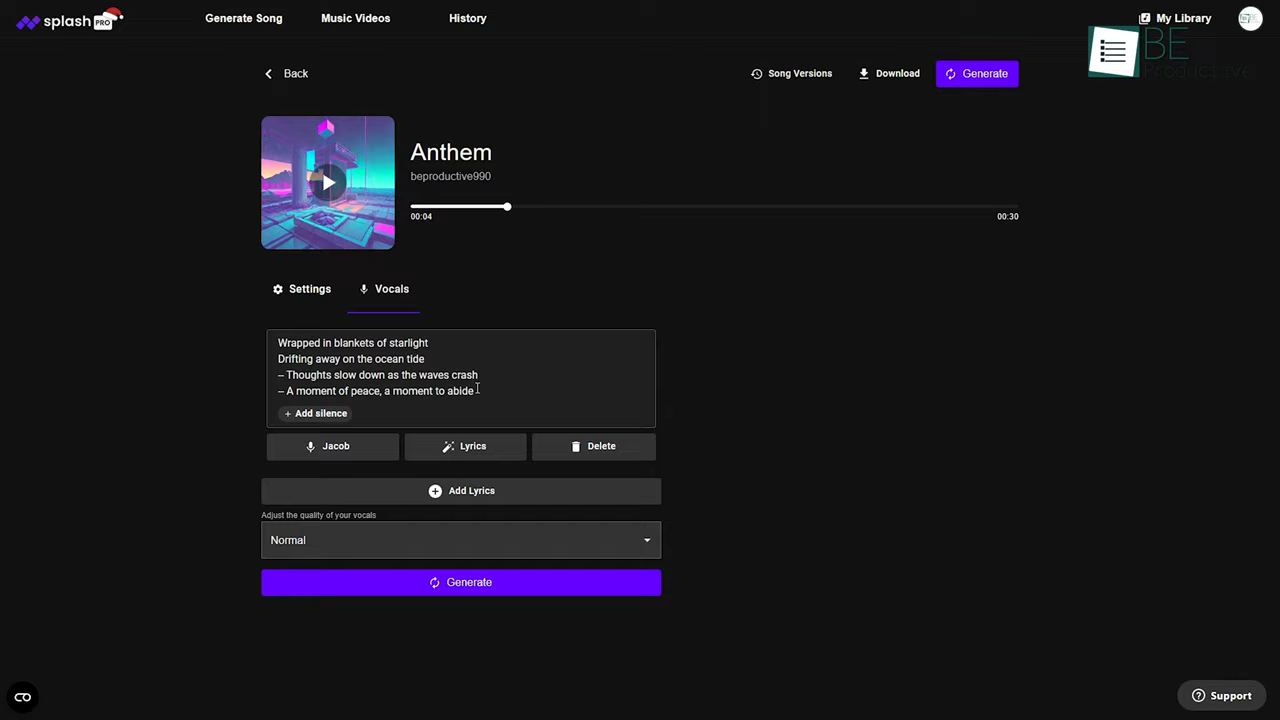 splash PRO
Generate Song
Music Videos
History
My Library
BE
Productive
Back
Song Versions
Download
Generate
Anthem
beproductive990
00:04
00:30
Settings
Vocals
Wrapped in blankets of starlight
Drifting away on the ocean tide
-- Thoughts slow down as the waves crash
-- A moment of peace, a moment to abide
+ Add silence
Jacob
Lyrics
Delete
Add Lyrics
Adjust the quality of your vocals
Normal
Generate
Support